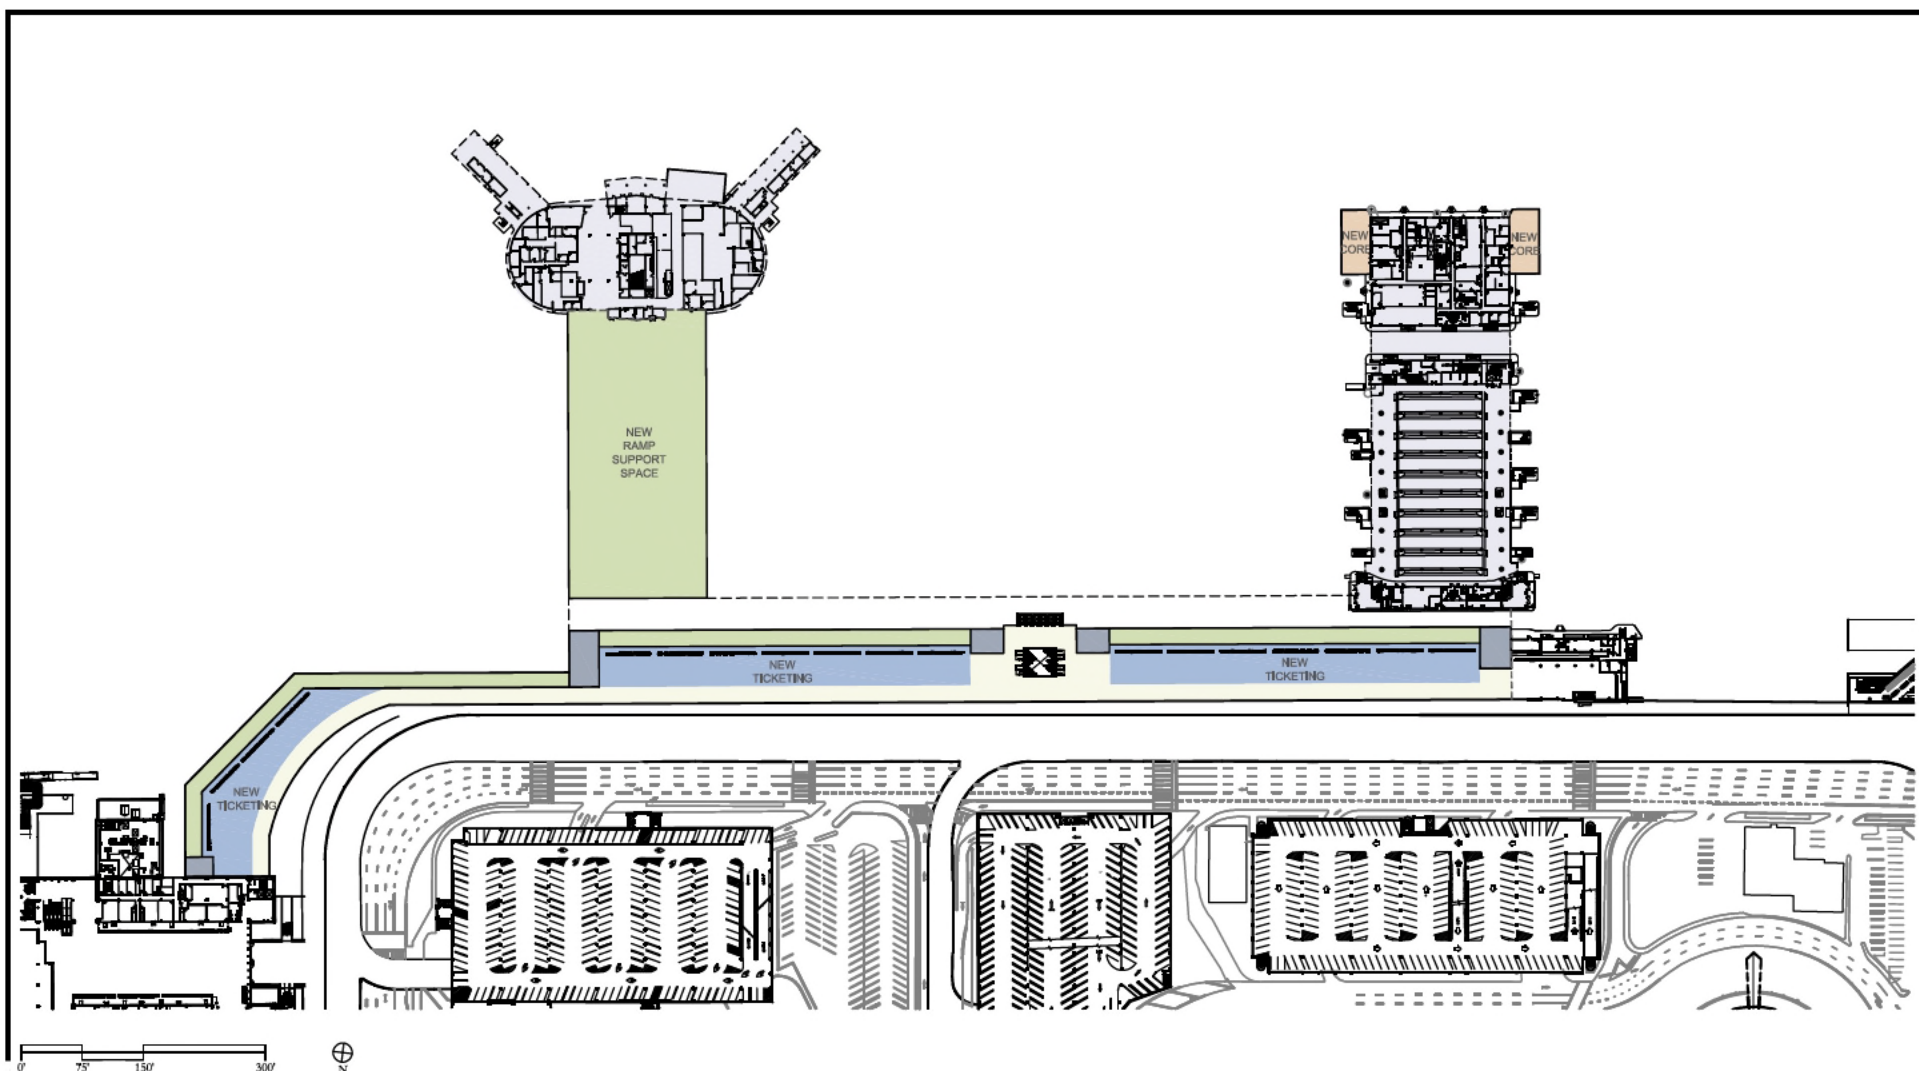 NEW
CORE
NEW
CORE
NEW
RAMP
SUPPORT
SPACE
NEW
TICKETING
NEW
TICKETING
NEW
TICKETING
0'
75'
150'
300'
N